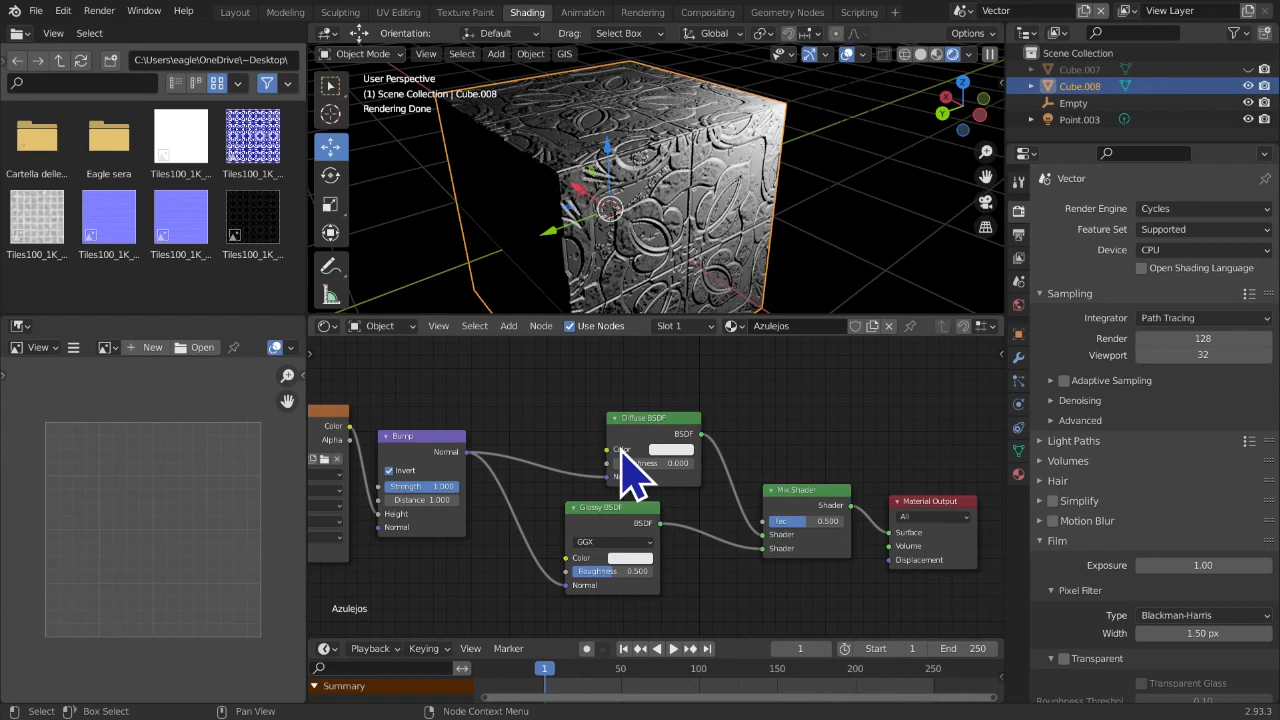 File Edit Render Window Help Layout Modeling Sculpting UV Editing Texture Paint Shading Animation Rendering Compositing Geometry Nodes Scripting + Vector View Layer
View Select
C:\Users\eagle\OneDrive\~Desktop\
Cartella delle... Eagle sera Tiles100_1K_... Tiles100_1K_...
Tiles100_1K_... Tiles100_1K_... Tiles100_1K_... Tiles100_1K_...
Orientation: Default Drag: Select Box Global Options
Object Mode View Select Add Object GIS
User Perspective
(1) Scene Collection | Cube.008
Rendering Done
Z
X
Y
Scene Collection
Cube.007
Cube.008
Empty
Point.003
Vector
Render Engine Cycles
Feature Set Supported
Device CPU
Open Shading Language
Sampling
Integrator Path Tracing
Render 128
Viewport 32
Adaptive Sampling
Denoising
Advanced
Light Paths
Volumes
Hair
Simplify
Motion Blur
Film
Exposure 1.00
Pixel Filter
Type Blackman-Harris
Width 1.50 px
Transparent
Transparent Glass
Roughness Threshol 0.10
View New Open
Object View Select Add Node Use Nodes Slot 1 Azulejos
Color
Alpha
Bump
Normal
Invert
Strength 1.000
Distance 1.000
Height
Normal
Diffuse BSDF
BSDF
0.000
Glossy BSDF
BSDF
GGX
Color
Roughness 0.500
Normal
Mix Shader
Shader
Fac 0.500
Shader
Shader
Material Output
All
Surface
Volume
Displacement
Azulejos
Playback Keying View Marker 1 Start 1 End 250
1 50 100 150 200 250
Summary
Select Box Select Pan View Node Context Menu 2.93.3